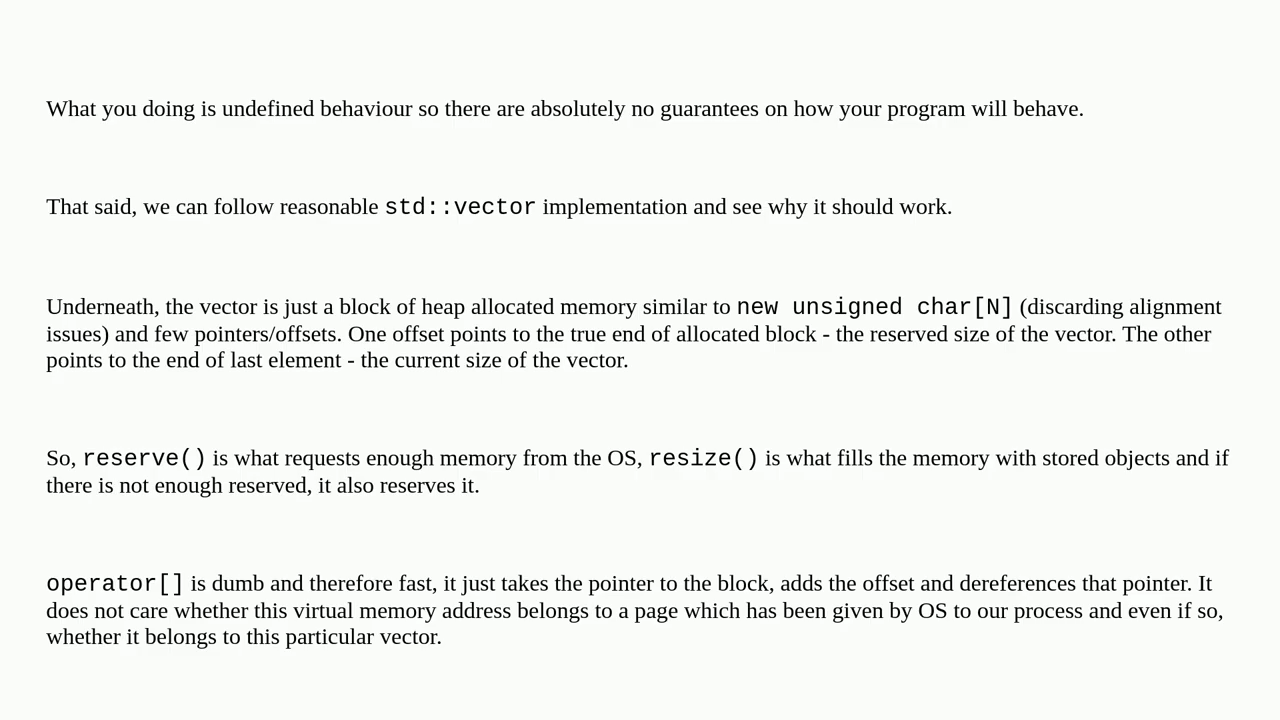 What you doing is undefined behaviour so there are absolutely no guarantees on how your program will behave.
That said, we can follow reasonable std::vector implementation and see why it should work.
Underneath, the vector is just a block of heap allocated memory similar to new unsigned char[N] (discarding alignment
issues) and few pointers/offsets. One offset points to the true end of allocated block - the reserved size of the vector. The other
points to the end of last element - the current size of the vector.
So, reserve() is what requests enough memory from the OS, resize() is what fills the memory with stored objects and if
there is not enough reserved, it also reserves it.
operator[] is dumb and therefore fast, it just takes the pointer to the block, adds the offset and dereferences that pointer. It
does not care whether this virtual memory address belongs to a page which has been given by OS to our process and even if so,
whether it belongs to this particular vector.